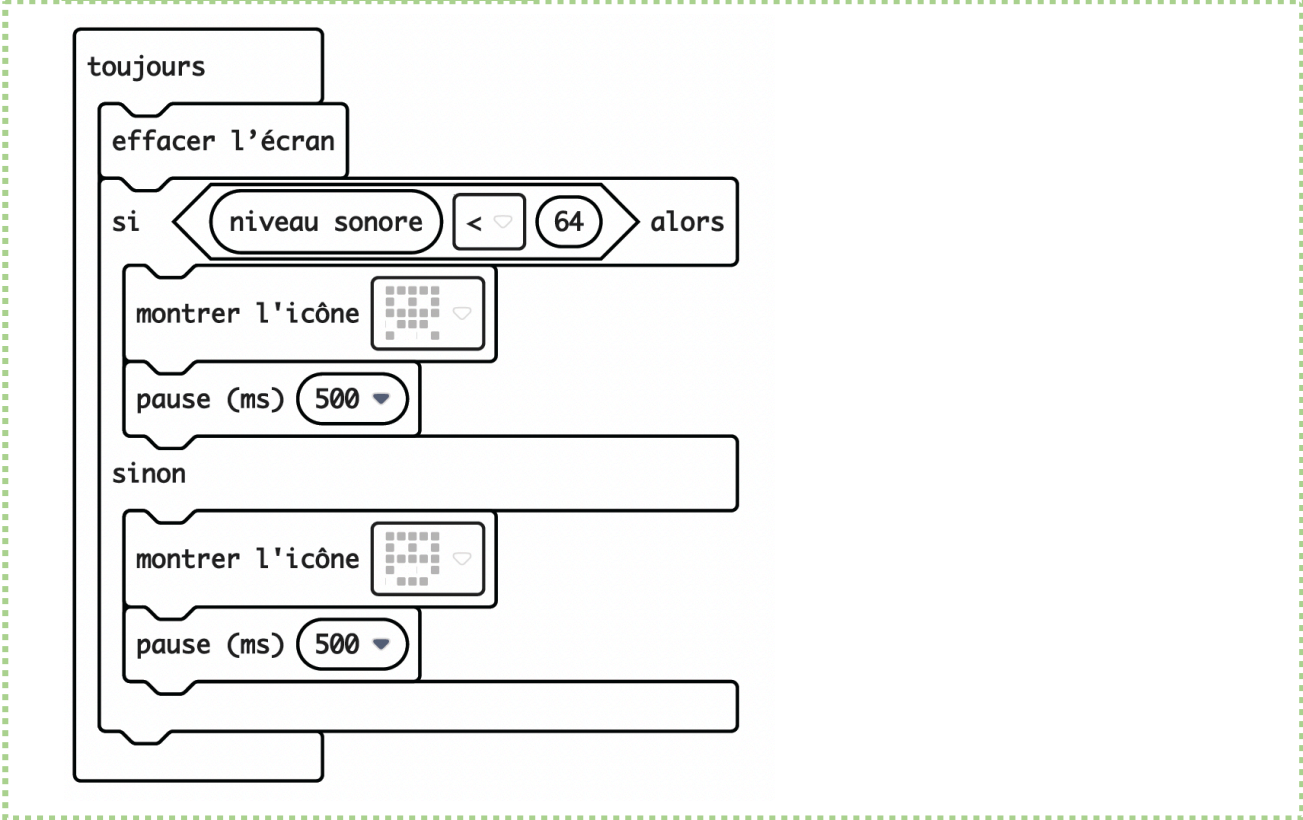 toujours
effacer l’écran
si niveau sonore < 64 alors
montrer l'icône
pause (ms) 500
sinon
montrer l'icône
pause (ms) 500